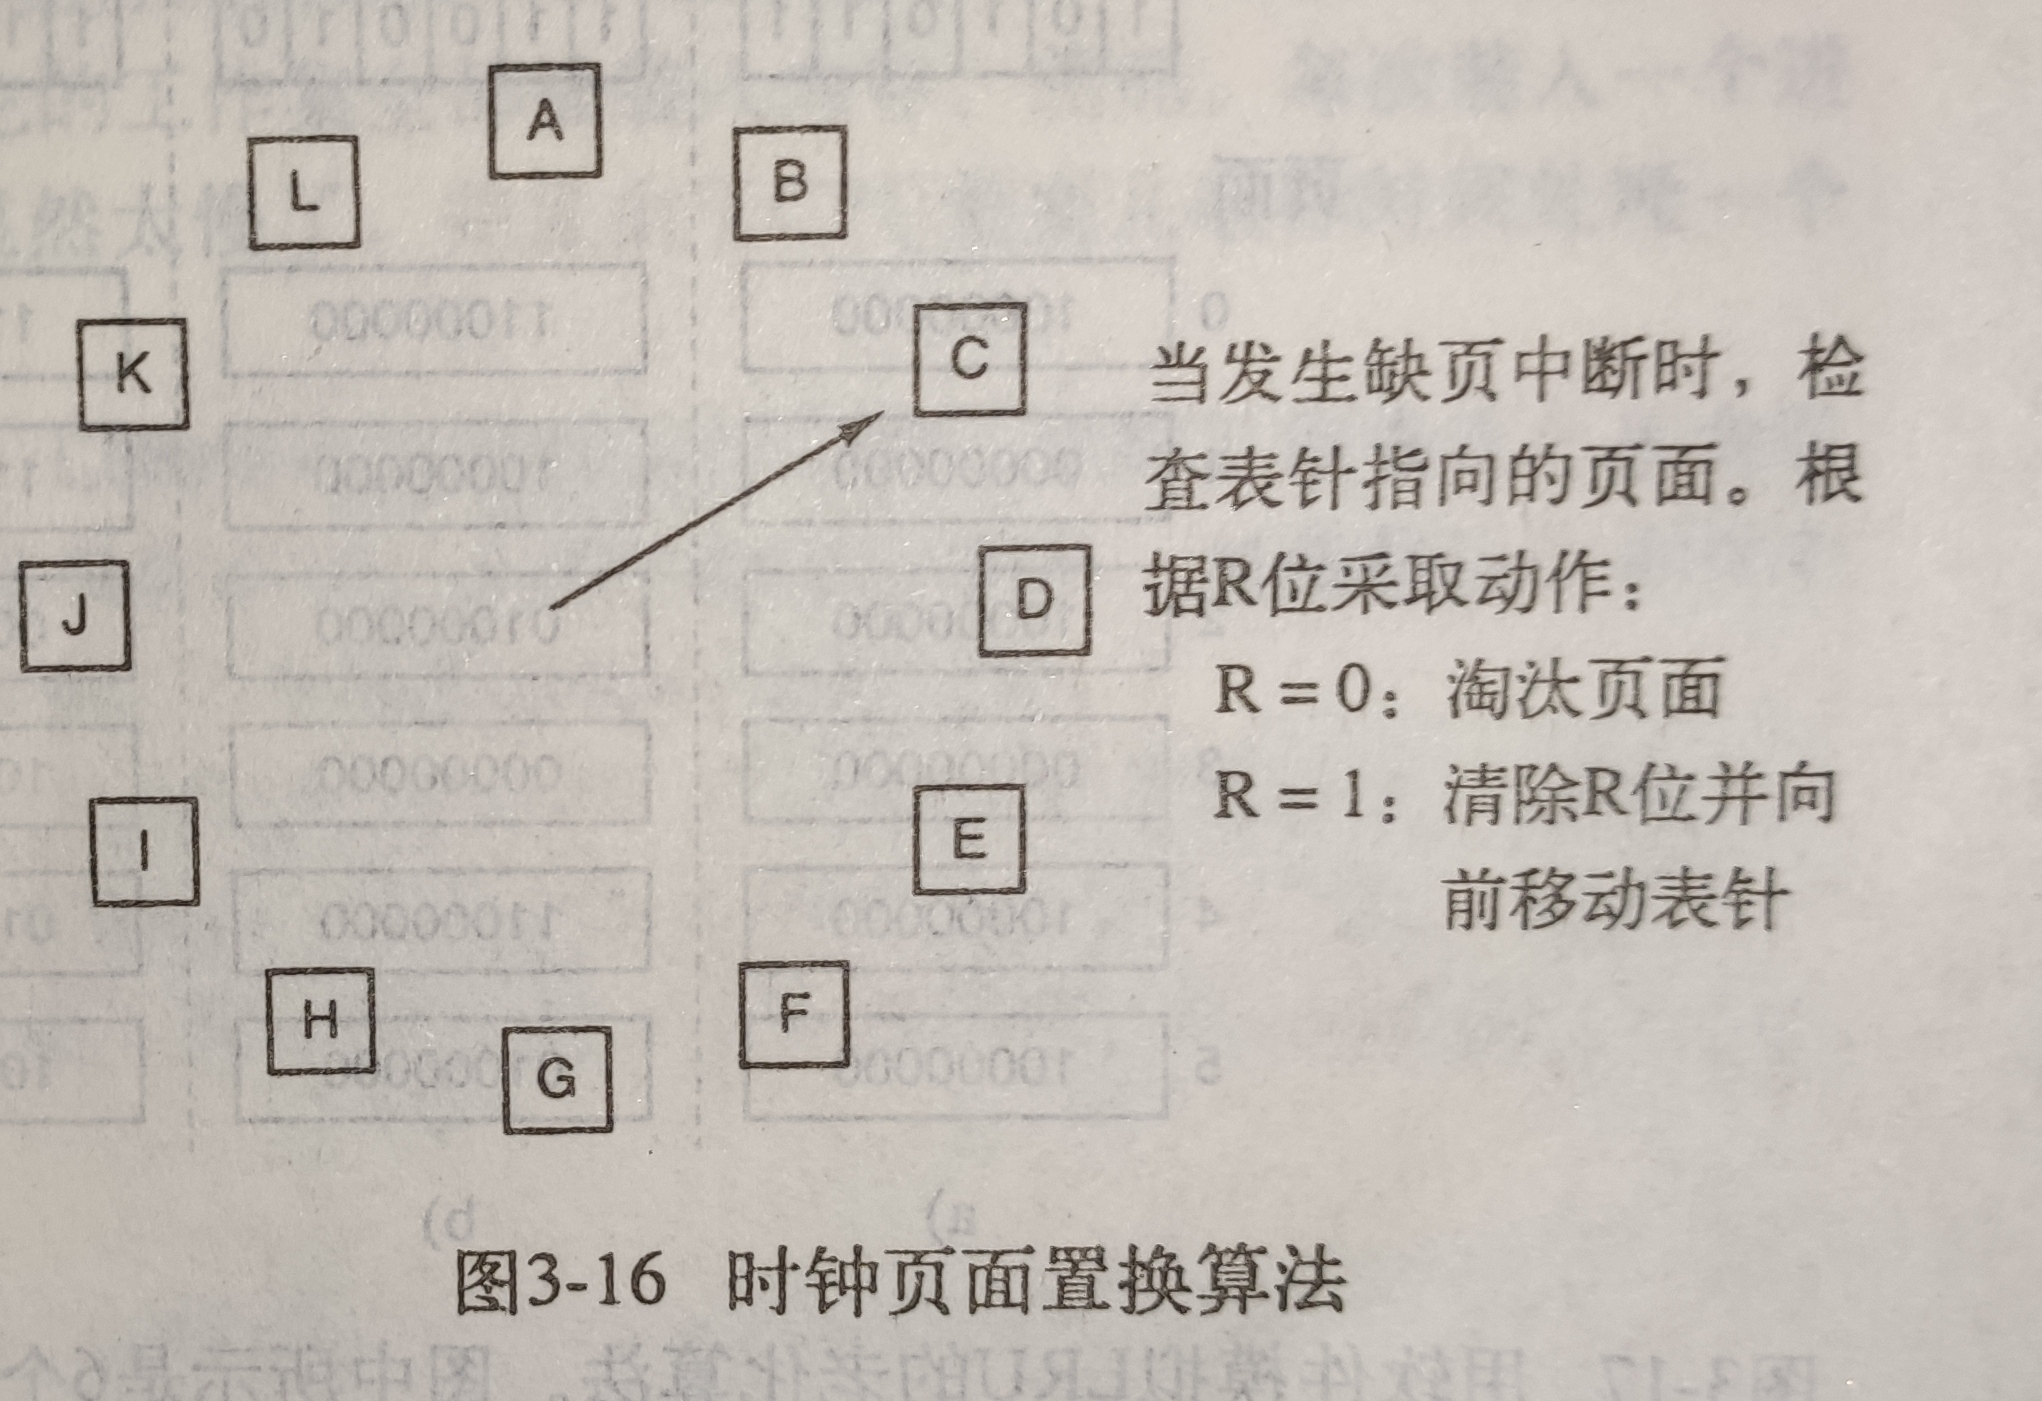 A
L
B
K
C
J
D
I
E
H
F
G
当发生缺页中断时，检
查表针指向的页面。根
据R位采取动作：
R = 0：淘汰页面
R = 1：清除R位并向
前移动表针
图3-16 时钟页面置换算法